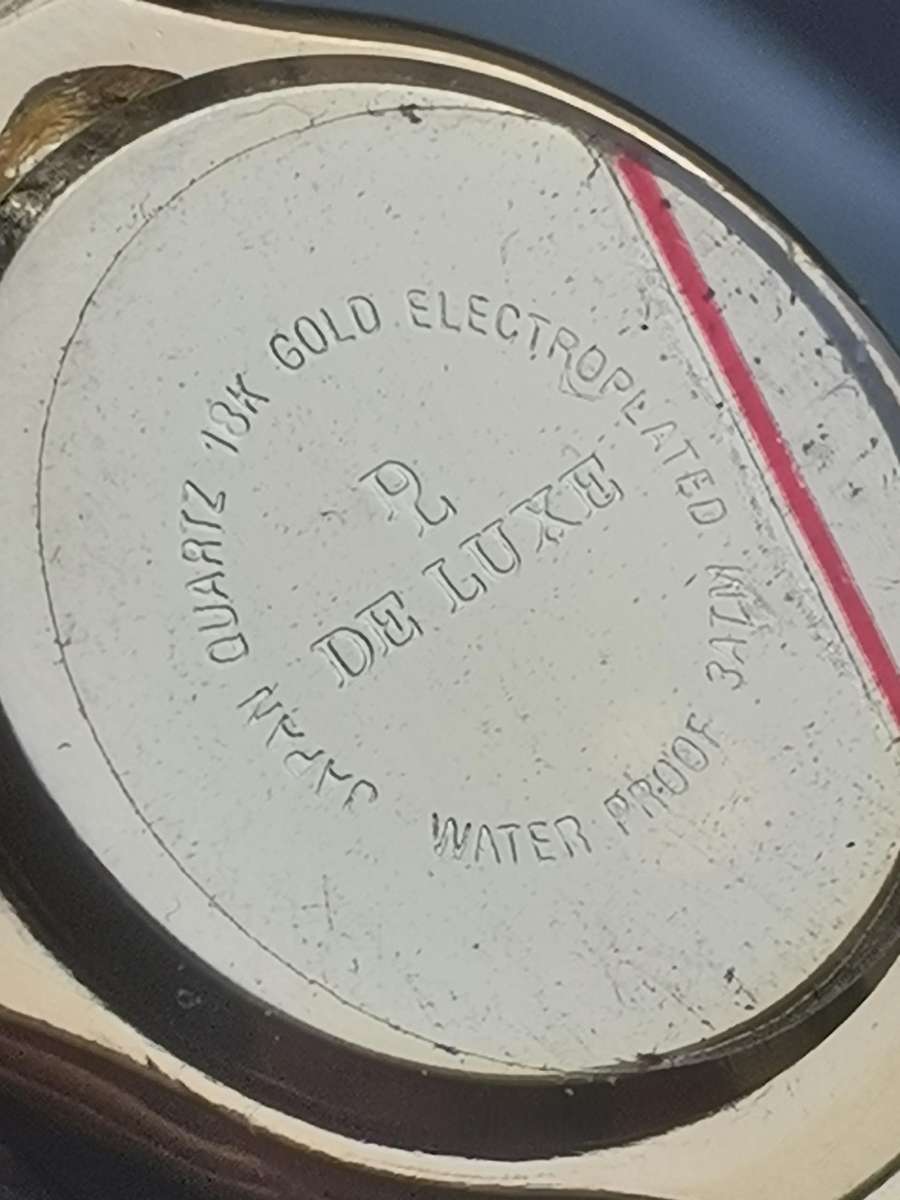 JAPAN QUARTZ 18K GOLD ELECTROPLATED 3ATM WATER PROOF
DE LUXE